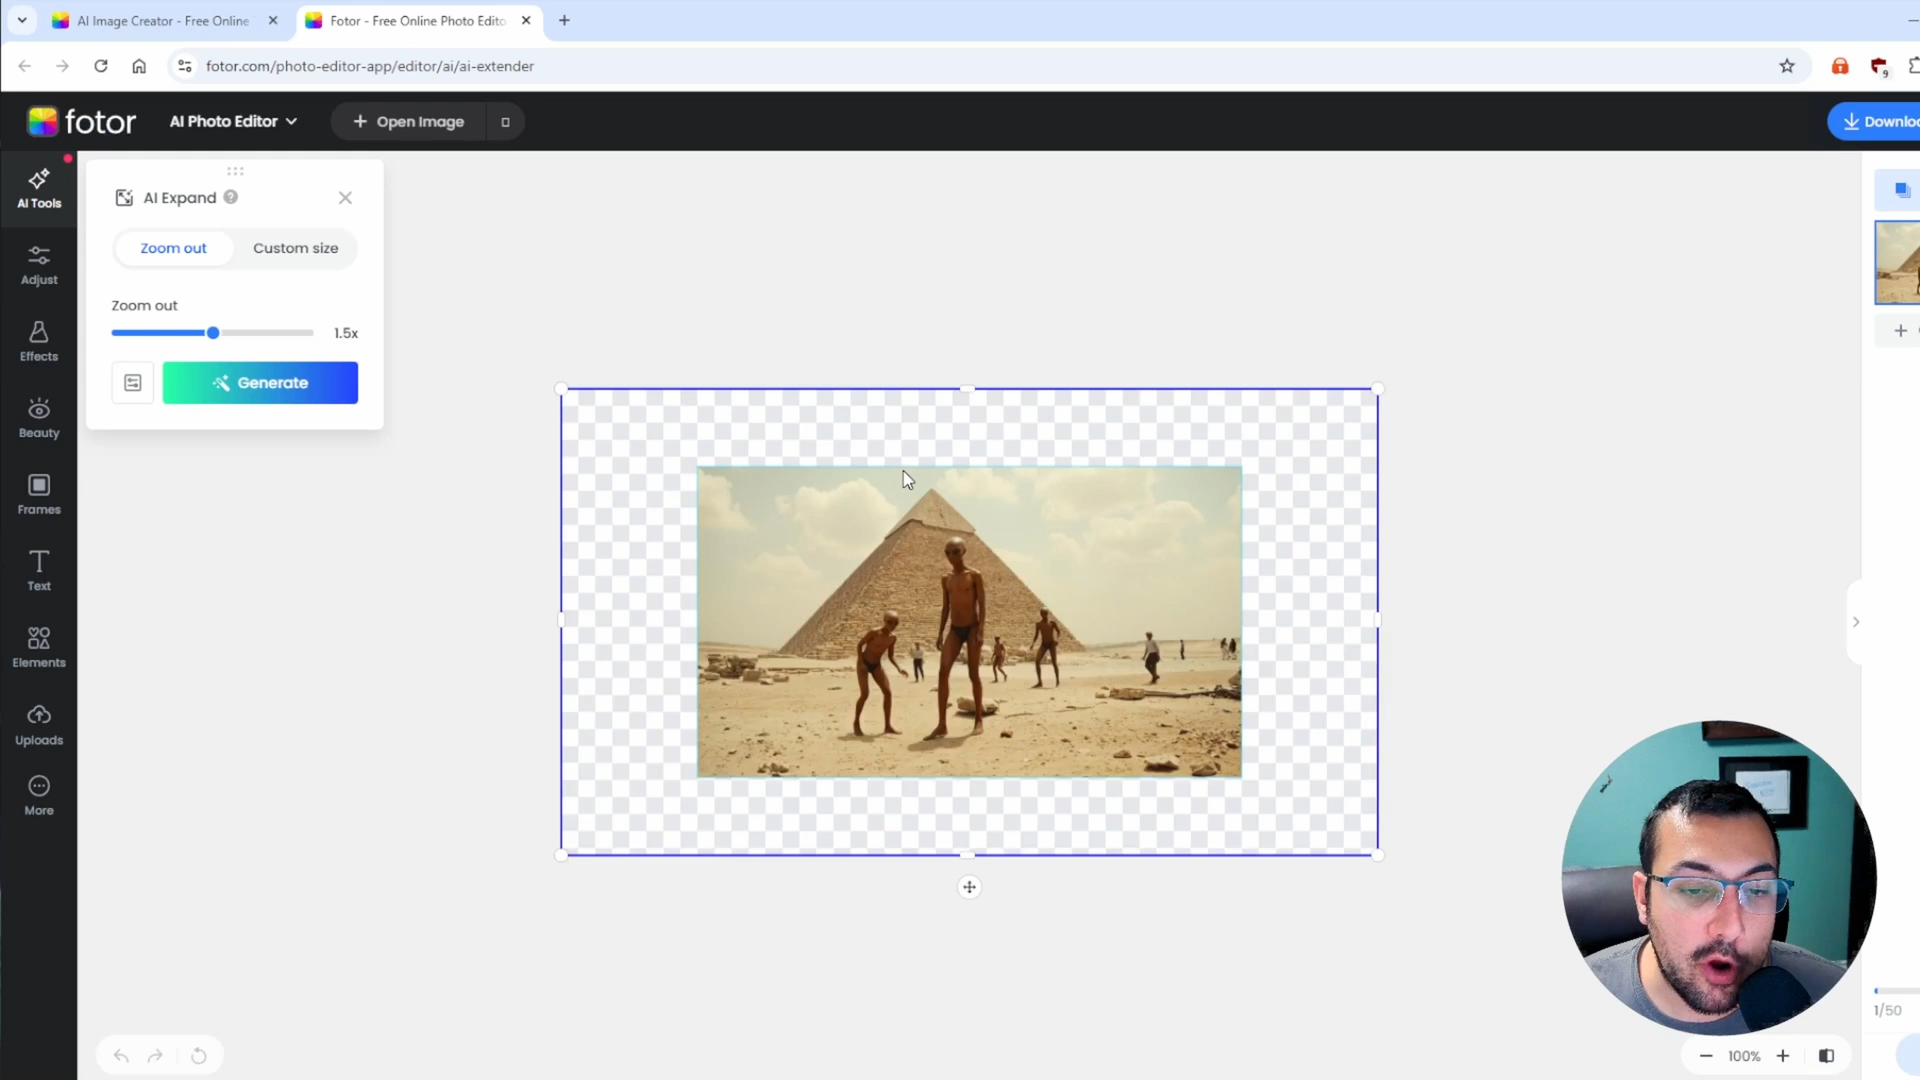 AI Image Creator - Free Online
Fotor - Free Online Photo Edito
fotor.com/photo-editor-app/editor/ai/ai-extender
9
fotor
AI Photo Editor
Open Image
Downloa
AI Tools
Adjust
Effects
Beauty
Frames
Text
Elements
Uploads
More
AI Expand
Zoom out
Custom size
Zoom out
1.5x
Generate
1/50
100%